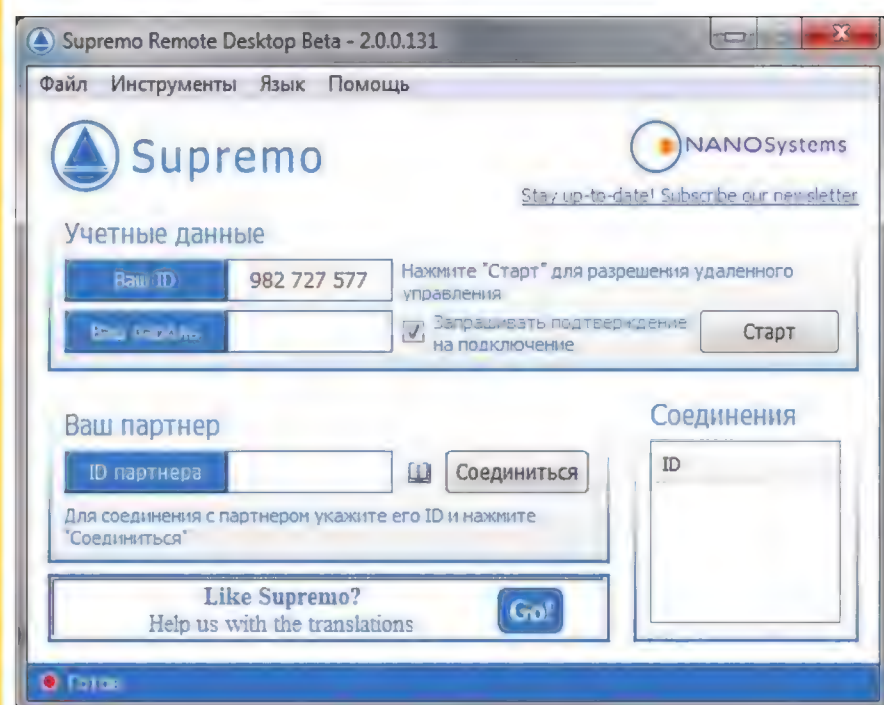 Supremo Remote Desktop Beta - 2.0.0.131
Файл Инструменты Язык Помощь
Supremo
NANOSystems
Stay up-to-date! Subscribe our newsletter
Учетные данные
Ваш ID
982 727 577
Нажмите "Старт" для разрешения удаленного
управления
Запрашивать подтверждение
на подключение
Старт
Ваш партнер
ID партнера
Соединиться
Для соединения с партнером укажите его ID и нажмите
"Соединиться"
Соединения
ID
Like Supremo?
Help us with the translations
Go!
Готов